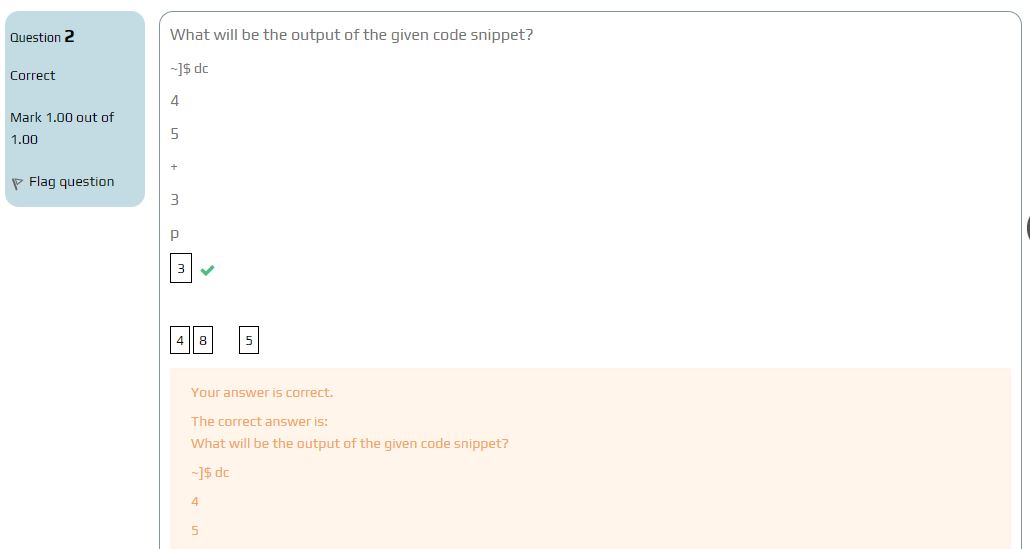 Question 2
Correct
Mark 1.00 out of
1.00
Flag question
What will be the output of the given code snippet?
~]$ dc
4
5
+
3
p
3
4 8 5
Your answer is correct.
The correct answer is:
What will be the output of the given code snippet?
~]$ dc
4
5